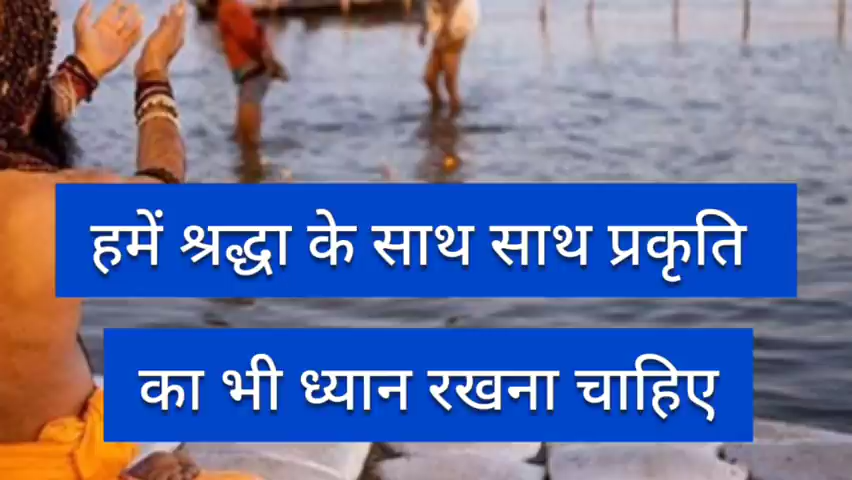 हमें श्रद्धा के साथ साथ प्रकृति
का भी ध्यान रखना चाहिए